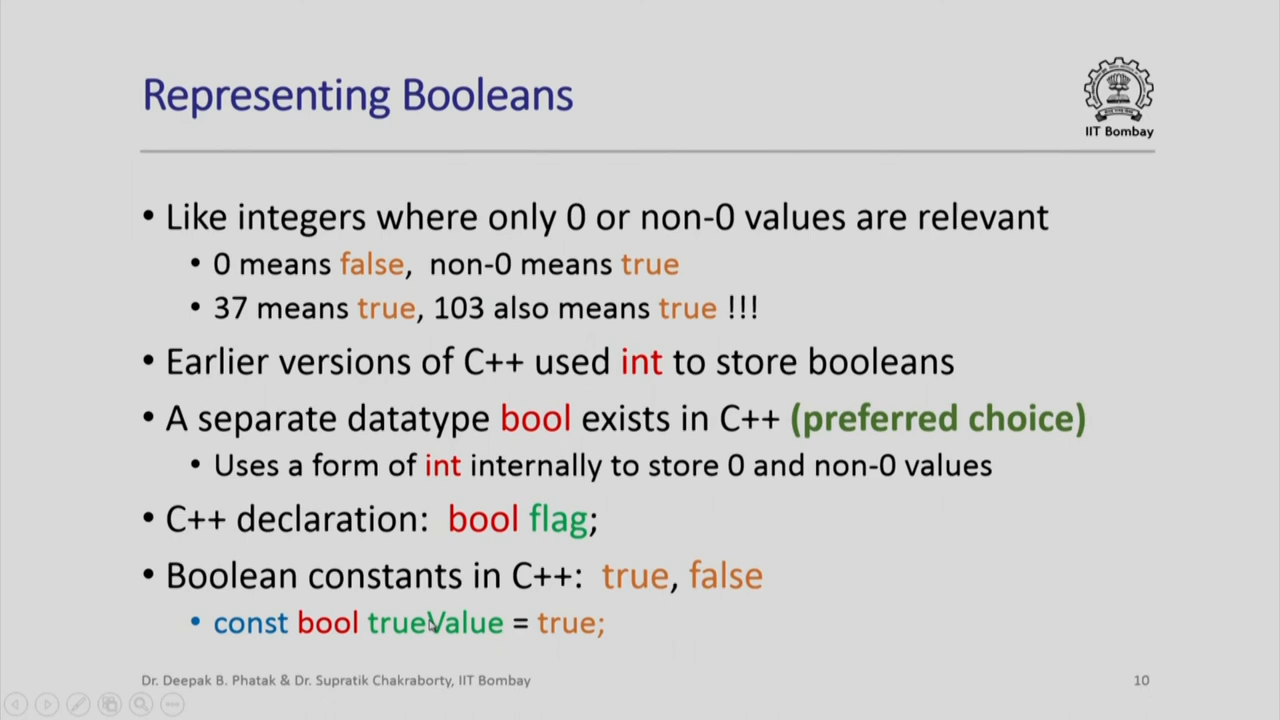 Representing Booleans
IIT Bombay
• Like integers where only 0 or non-0 values are relevant
• 0 means false, non-0 means true
• 37 means true, 103 also means true !!!
• Earlier versions of C++ used int to store booleans
• A separate datatype bool exists in C++ (preferred choice)
• Uses a form of int internally to store 0 and non-0 values
• C++ declaration: bool flag;
• Boolean constants in C++: true, false
• const bool trueValue = true;
Dr. Deepak B. Phatak & Dr. Supratik Chakraborty, IIT Bombay
10